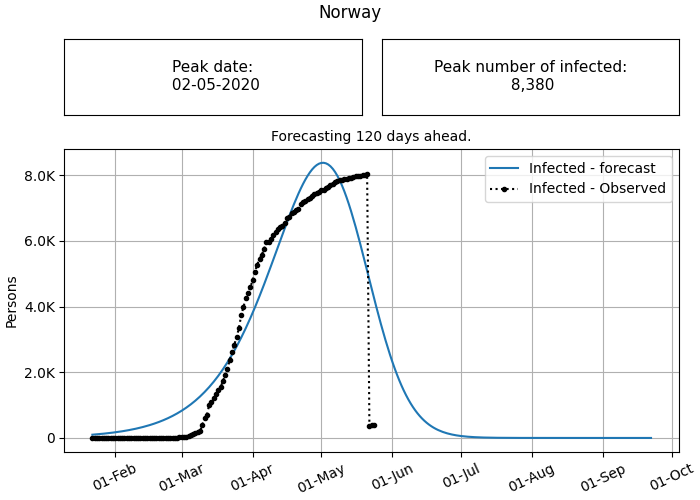 Norway
Peak date:
02-05-2020
Peak number of infected:
8,380
Forecasting 120 days ahead.
Infected - forecast
Infected - Observed
8.0K
6.0K
4.0K
2.0K
0
Persons
01-Feb
01-Mar
01-Apr
01-May
01-Jun
01-Jul
01-Aug
01-Sep
01-Oct